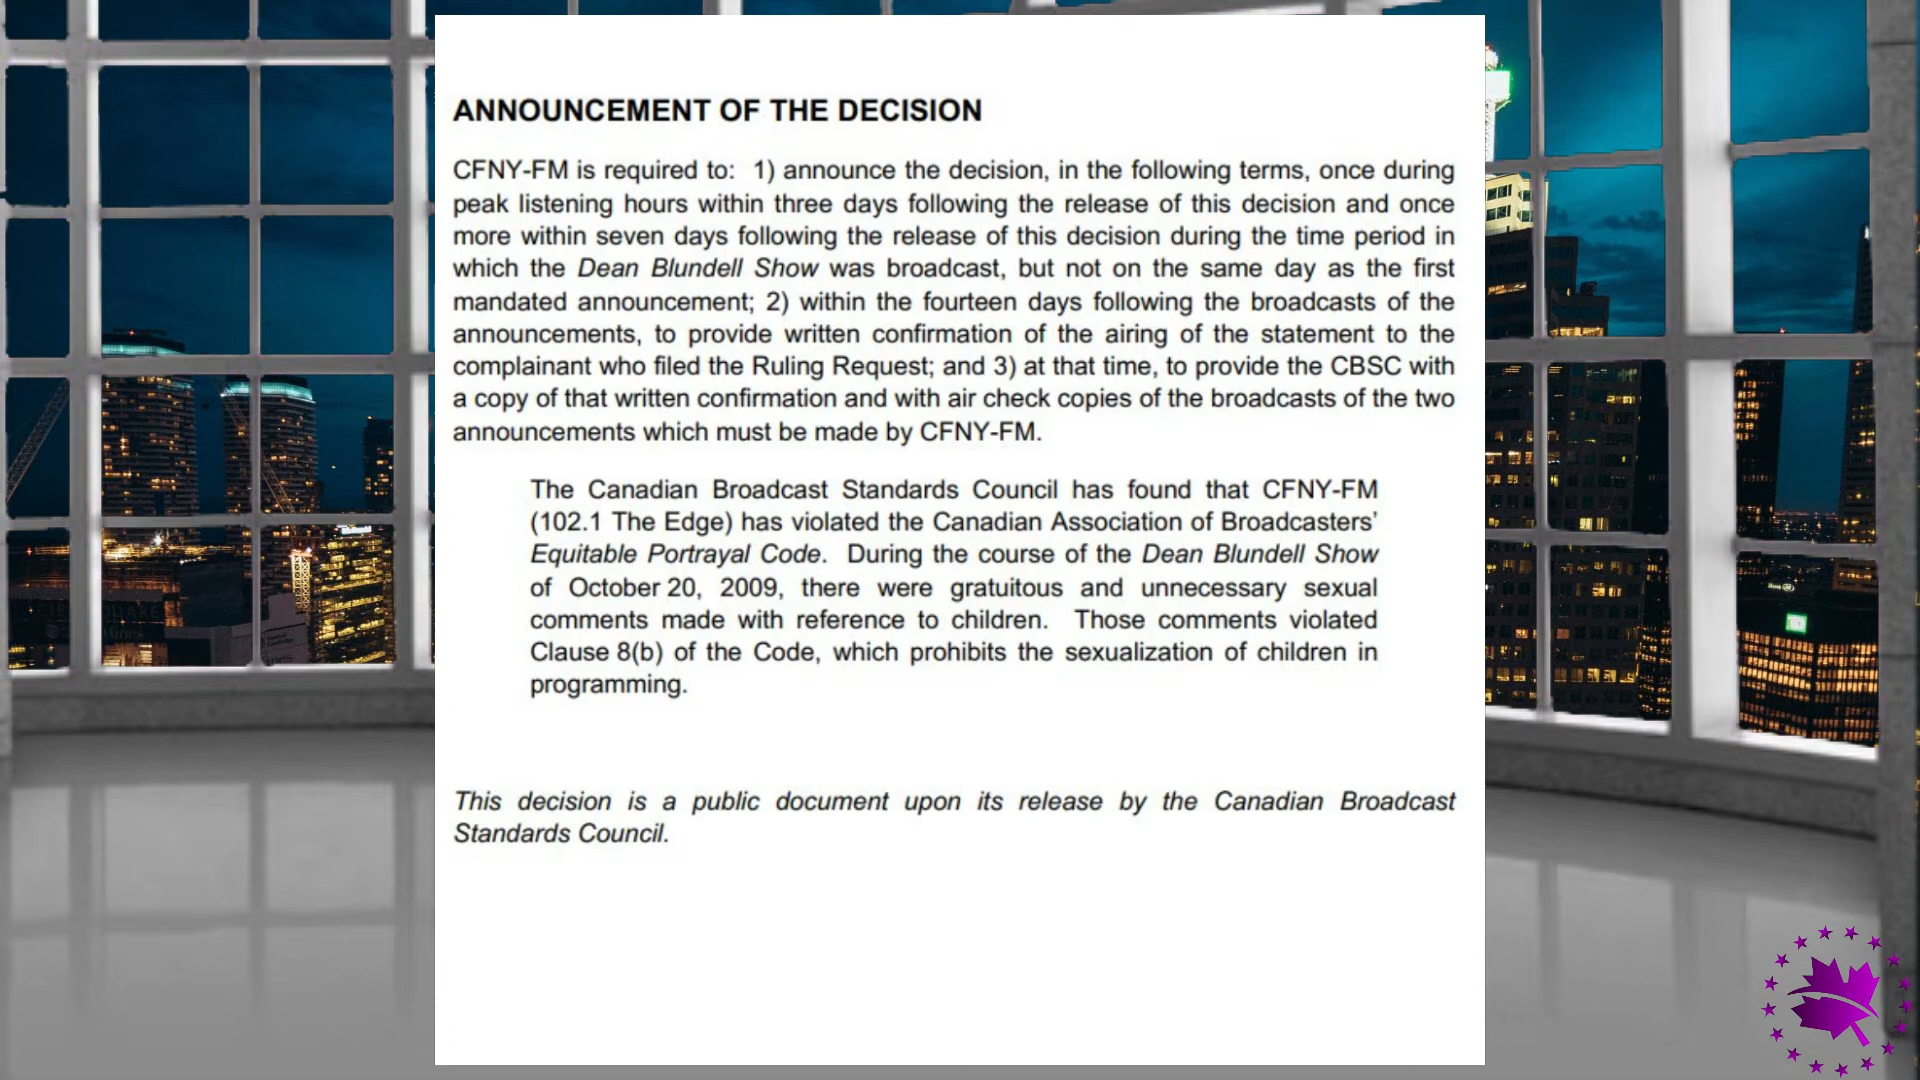 ANNOUNCEMENT OF THE DECISION
CFNY-FM is required to: 1) announce the decision, in the following terms, once during
peak listening hours within three days following the release of this decision and once
more within seven days following the release of this decision during the time period in
which the Dean Blundell Show was broadcast, but not on the same day as the first
mandated announcement; 2) within the fourteen days following the broadcasts of the
announcements, to provide written confirmation of the airing of the statement to the
complainant who filed the Ruling Request; and 3) at that time, to provide the CBSC with
a copy of that written confirmation and with air check copies of the broadcasts of the two
announcements which must be made by CFNY-FM.
The Canadian Broadcast Standards Council has found that CFNY-FM
(102.1 The Edge) has violated the Canadian Association of Broadcasters’
Equitable Portrayal Code. During the course of the Dean Blundell Show
of October 20, 2009, there were gratuitous and unnecessary sexual
comments made with reference to children. Those comments violated
Clause 8(b) of the Code, which prohibits the sexualization of children in
programming.
This decision is a public document upon its release by the Canadian Broadcast
Standards Council.